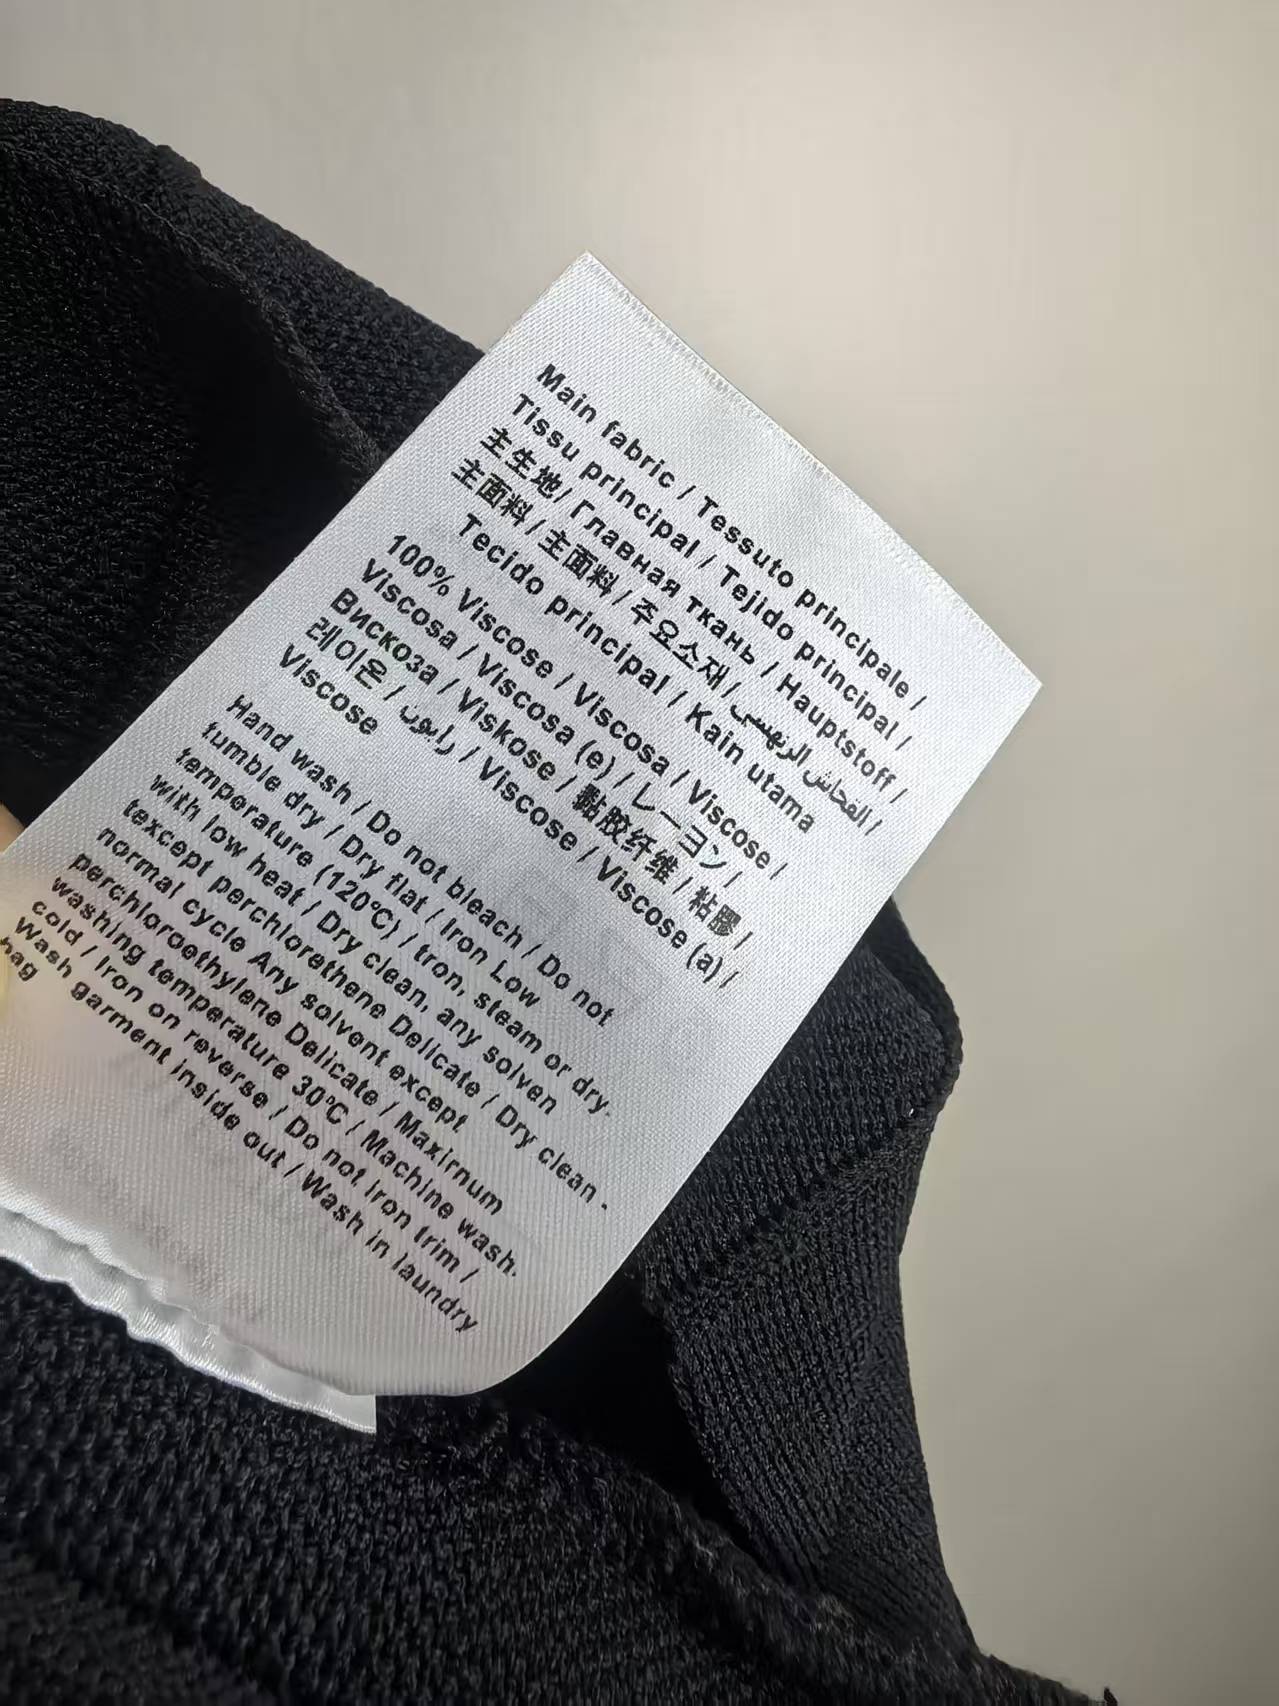 Main fabric / Tessuto principale /
Tissu principal / Tejido principal /
主生地/ Главная ткань / Hauptstoff /
主面料 / 主面料 / 주요소재 / القماش الرئيسي /
Tecido principal / Kain utama
100% Viscose / Viscosa / Viscose /
Viscosa / Viscosa (e) / レーヨン /
Вискоза / Viskose / 黏胶纤维 / 粘膠 /
레이온 / رايون / Viscose / Viscose (a) /
Viscose
Hand wash / Do not bleach / Do not
tumble dry / Dry flat / Iron Low
temperature (120℃) / tron, steam or dry-
with low heat / Dry clean, any solven
texcept perchlorethene Delicate / Dry clean -
normal cycle Any solvent except
perchloroethylene Delicate / Maxirnum
washing temperature 30℃ / Machine wash.
cold / Iron on reverse / Do not iron trim /
Wash garment inside out / Wash in laundry
bag